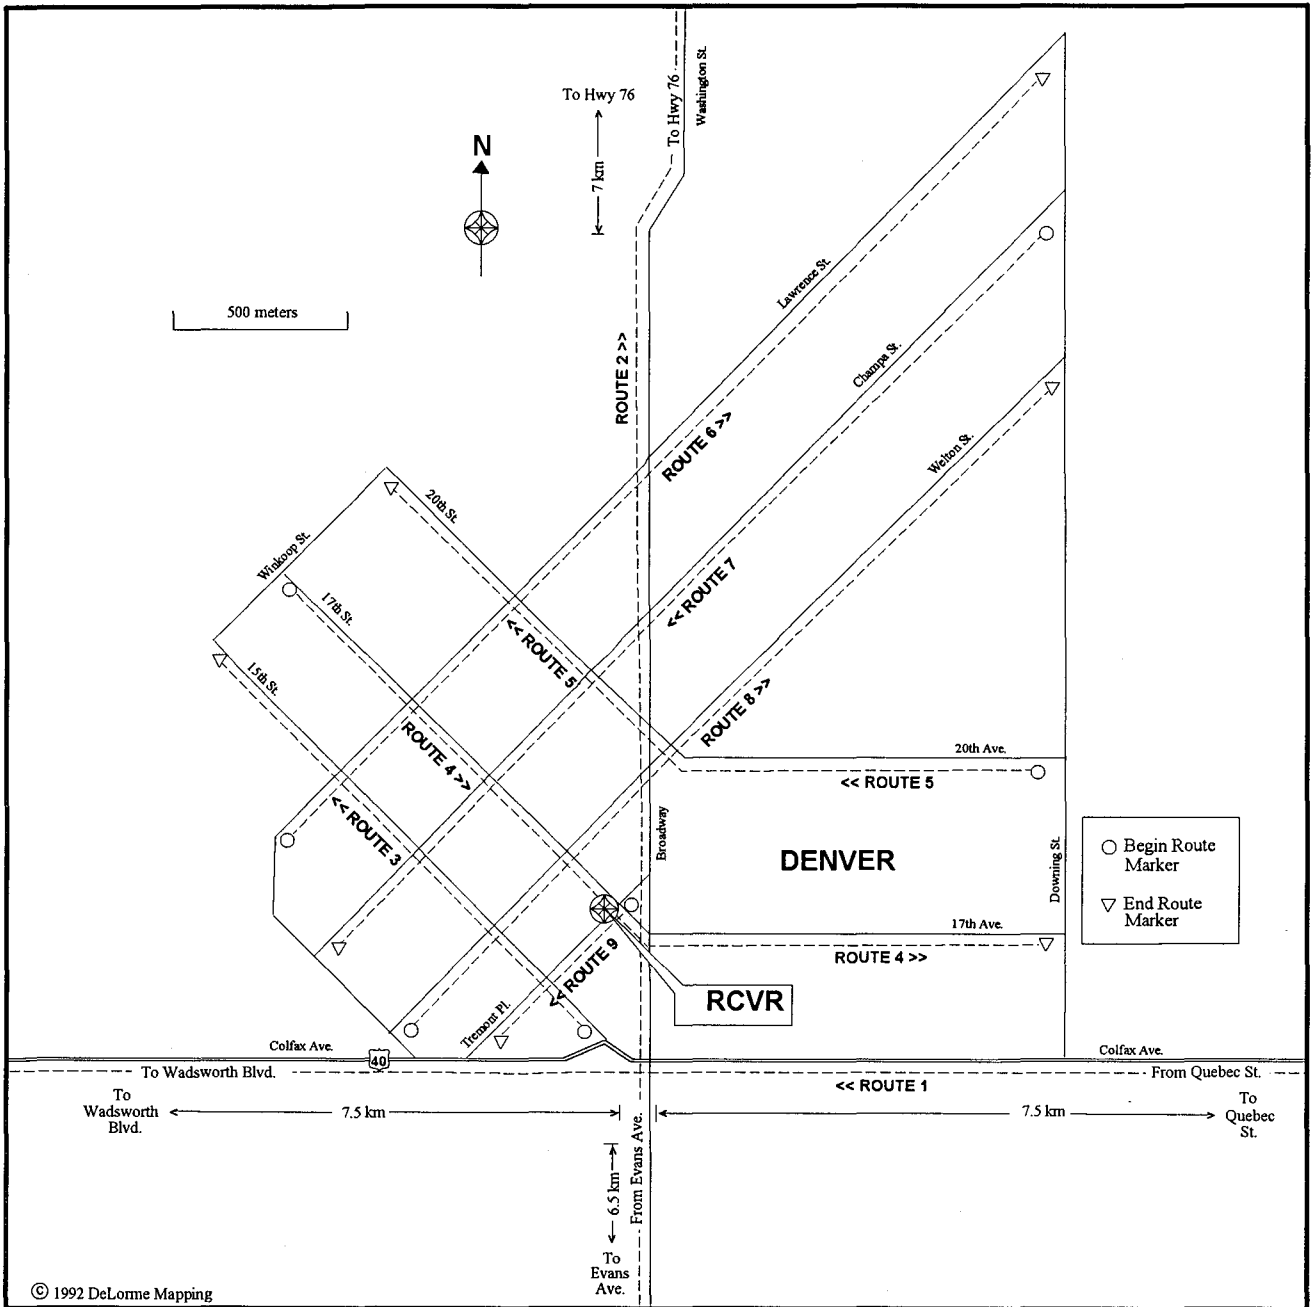 To Hwy 76
To Hwy 76
Washington St.
N
7 km
500 meters
Lawrence St.
ROUTE 2 >>
Champa St.
ROUTE 6 >>
Welton St.
20th St.
Winkoop St.
<< ROUTE 7
17th St.
<< ROUTE 5
15th St.
ROUTE 8 >>
ROUTE 4 >>
20th Ave.
<< ROUTE 5
<< ROUTE 3
Broadway
DENVER
Downing St.
Begin Route
Marker
End Route
Marker
17th Ave.
ROUTE 4 >>
<< ROUTE 9
RCVR
Tremont Pl.
Colfax Ave.
40
Colfax Ave.
To Wadsworth Blvd.
From Quebec St.
<< ROUTE 1
To
Wadsworth
Blvd.
7.5 km
7.5 km
To
Quebec
St.
From Evans Ave.
6.5 km
To
Evans
Ave.
© 1992 DeLorme Mapping